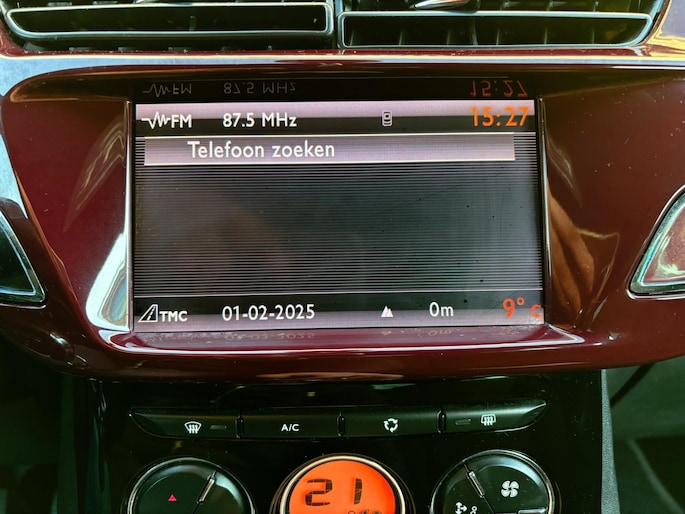 FM 87.5 MHz 15:27
Telefoon zoeken
TMC 01-02-2025 0m 9° C
A/C
21